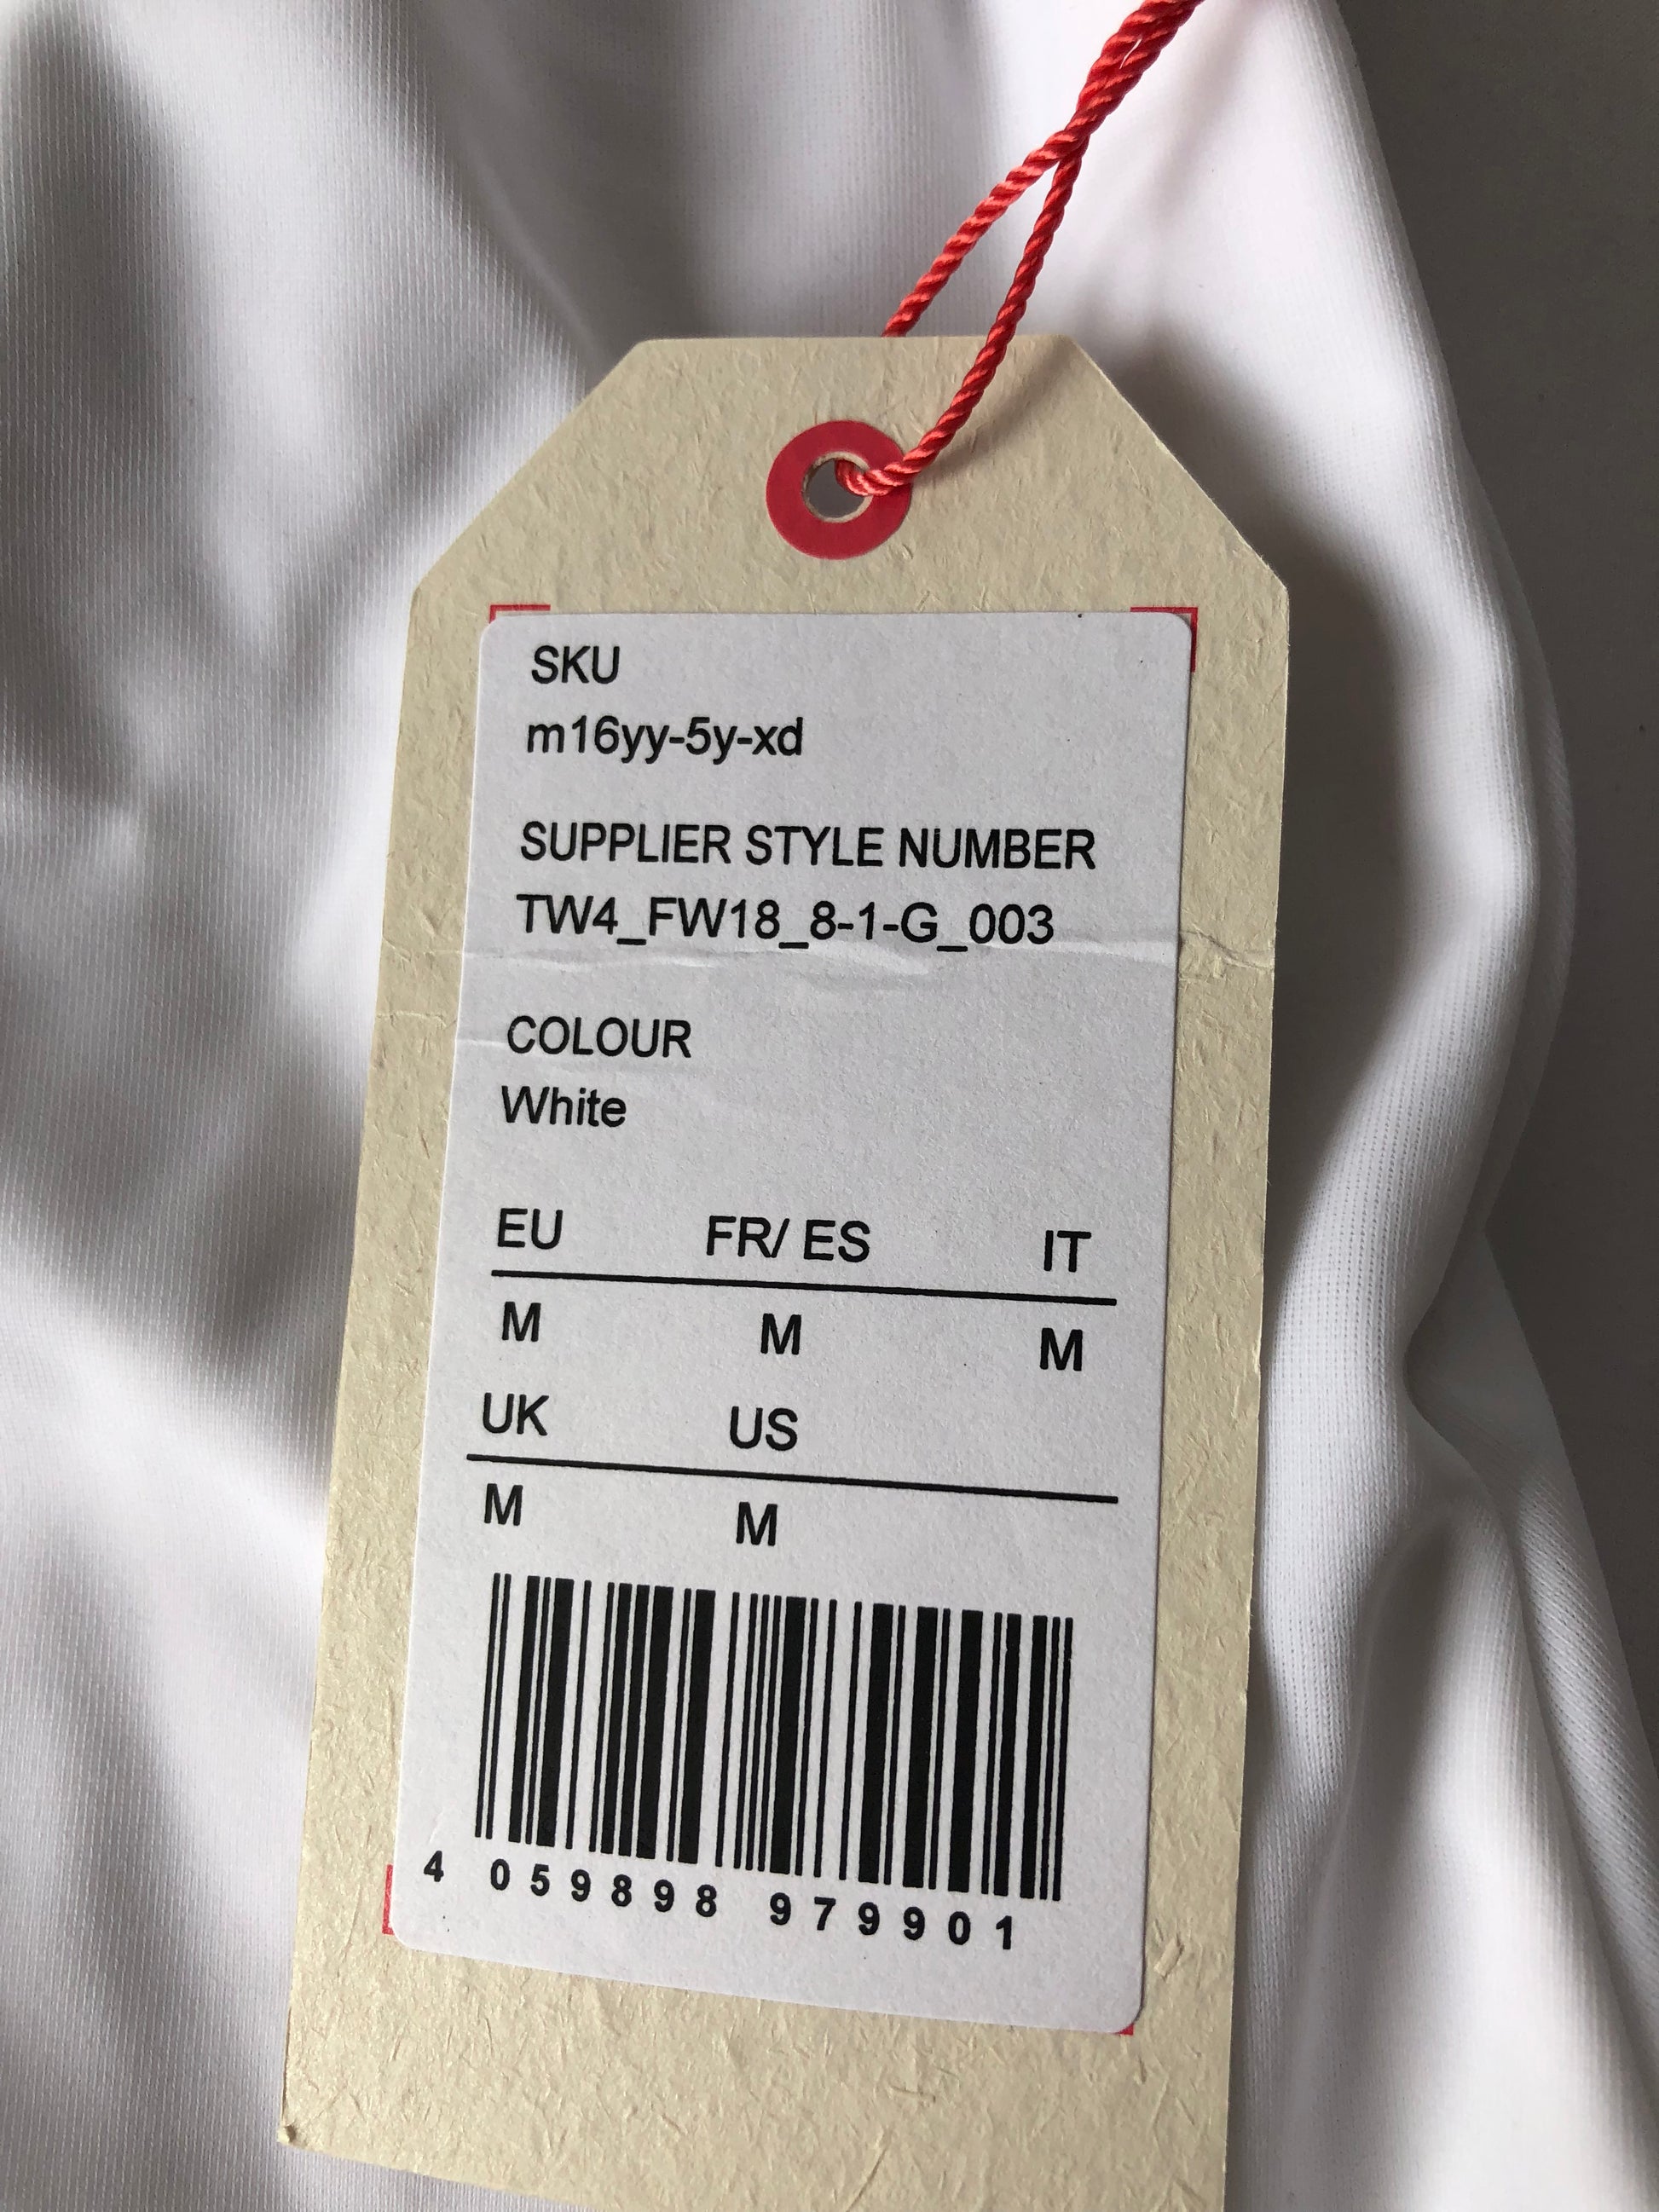 SKU
m16yy-5y-xd
SUPPLIER STYLE NUMBER
TW4_FW18_8-1-G_003
COLOUR
White
EU FR/ ES IT
M M M
UK US
M M
4 059898 979901